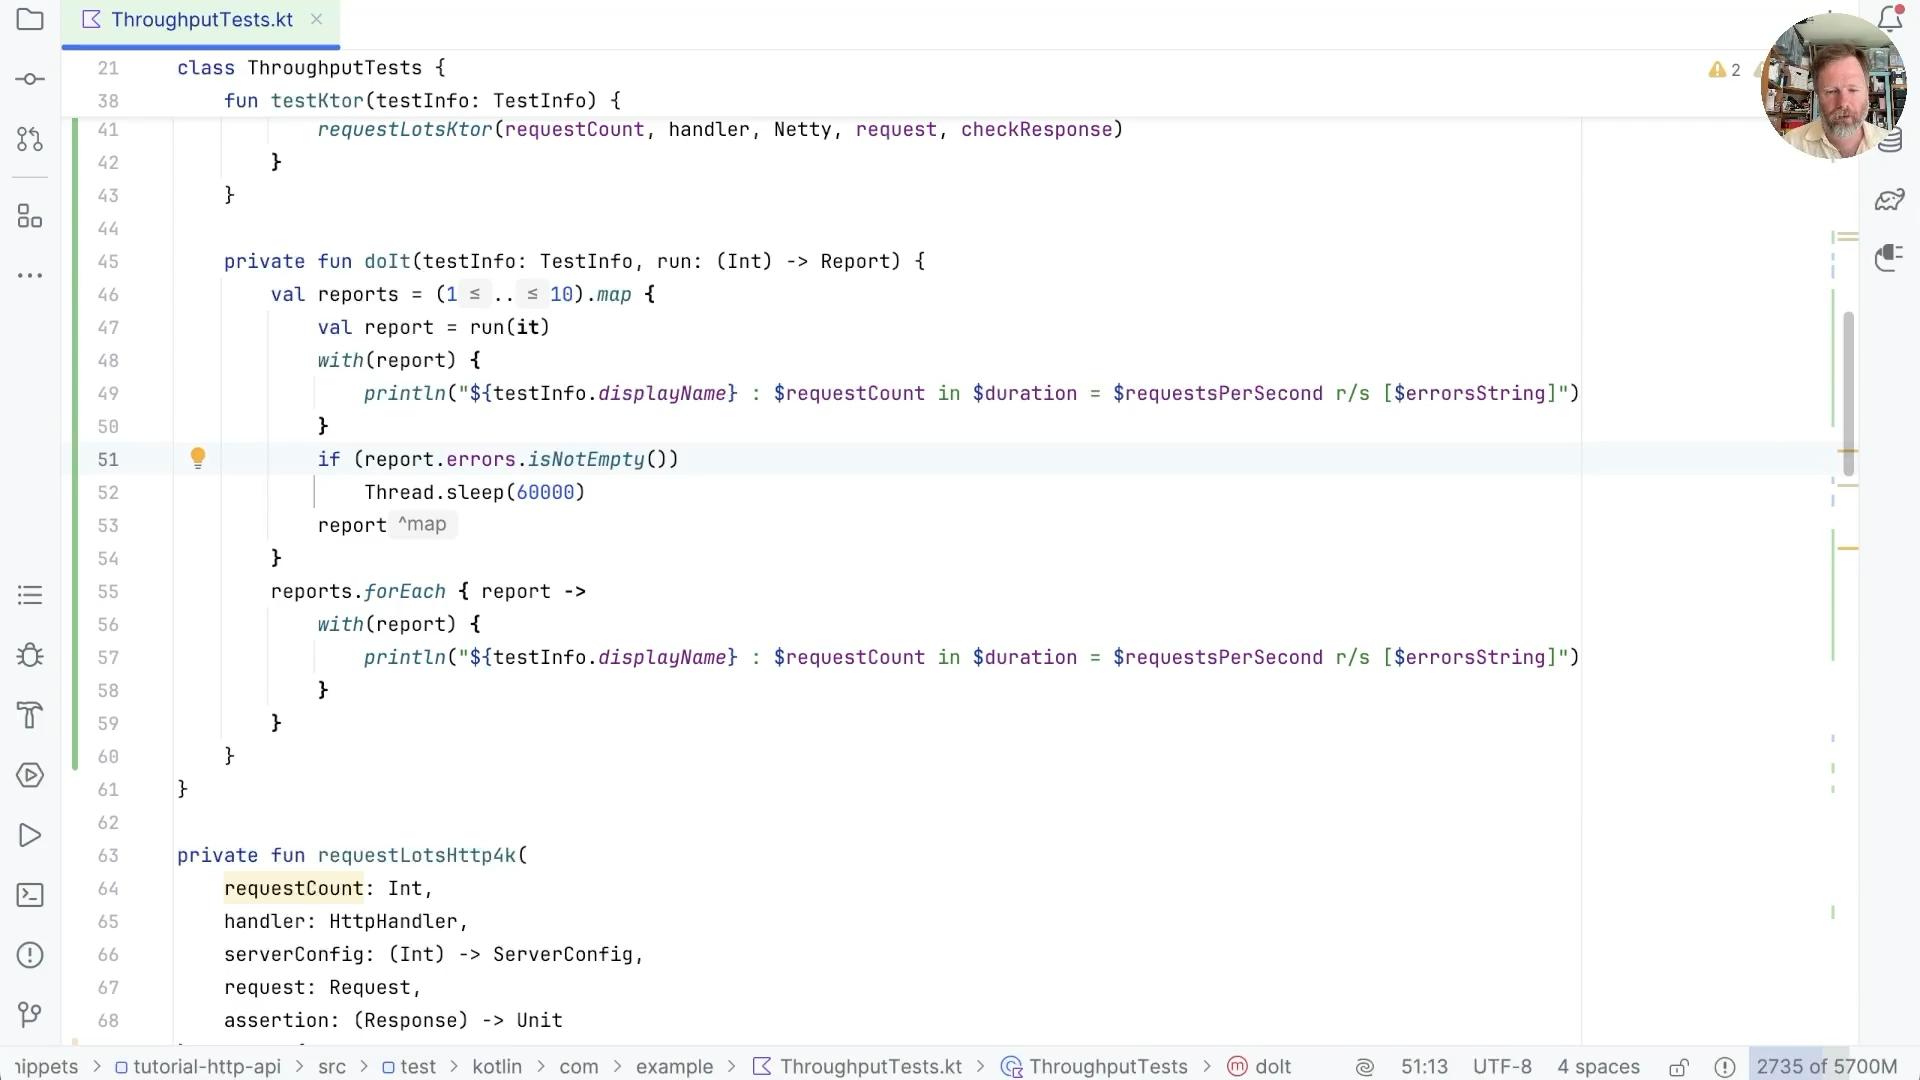 ThroughputTests.kt
21 class ThroughputTests {
2
38 fun testKtor(testInfo: TestInfo) {
41 requestLotsKtor(requestCount, handler, Netty, request, checkResponse)
42 }
43 }
44
45 private fun doIt(testInfo: TestInfo, run: (Int) -> Report) {
46 val reports = (1 ≤ .. ≤ 10).map {
47 val report = run(it)
48 with(report) {
49 println("${testInfo.displayName} : $requestCount in $duration = $requestsPerSecond r/s [$errorsString]")
50 }
51 if (report.errors.isNotEmpty())
52 Thread.sleep(60000)
53 report ^map
54 }
55 reports.forEach { report ->
56 with(report) {
57 println("${testInfo.displayName} : $requestCount in $duration = $requestsPerSecond r/s [$errorsString]")
58 }
59 }
60 }
61 }
62
63 private fun requestLotsHttp4k(
64 requestCount: Int,
65 handler: HttpHandler,
66 serverConfig: (Int) -> ServerConfig,
67 request: Request,
68 assertion: (Response) -> Unit
nippets > tutorial-http-api > src > test > kotlin > com > example > ThroughputTests.kt > ThroughputTests > m doIt 51:13 UTF-8 4 spaces 2735 of 5700M